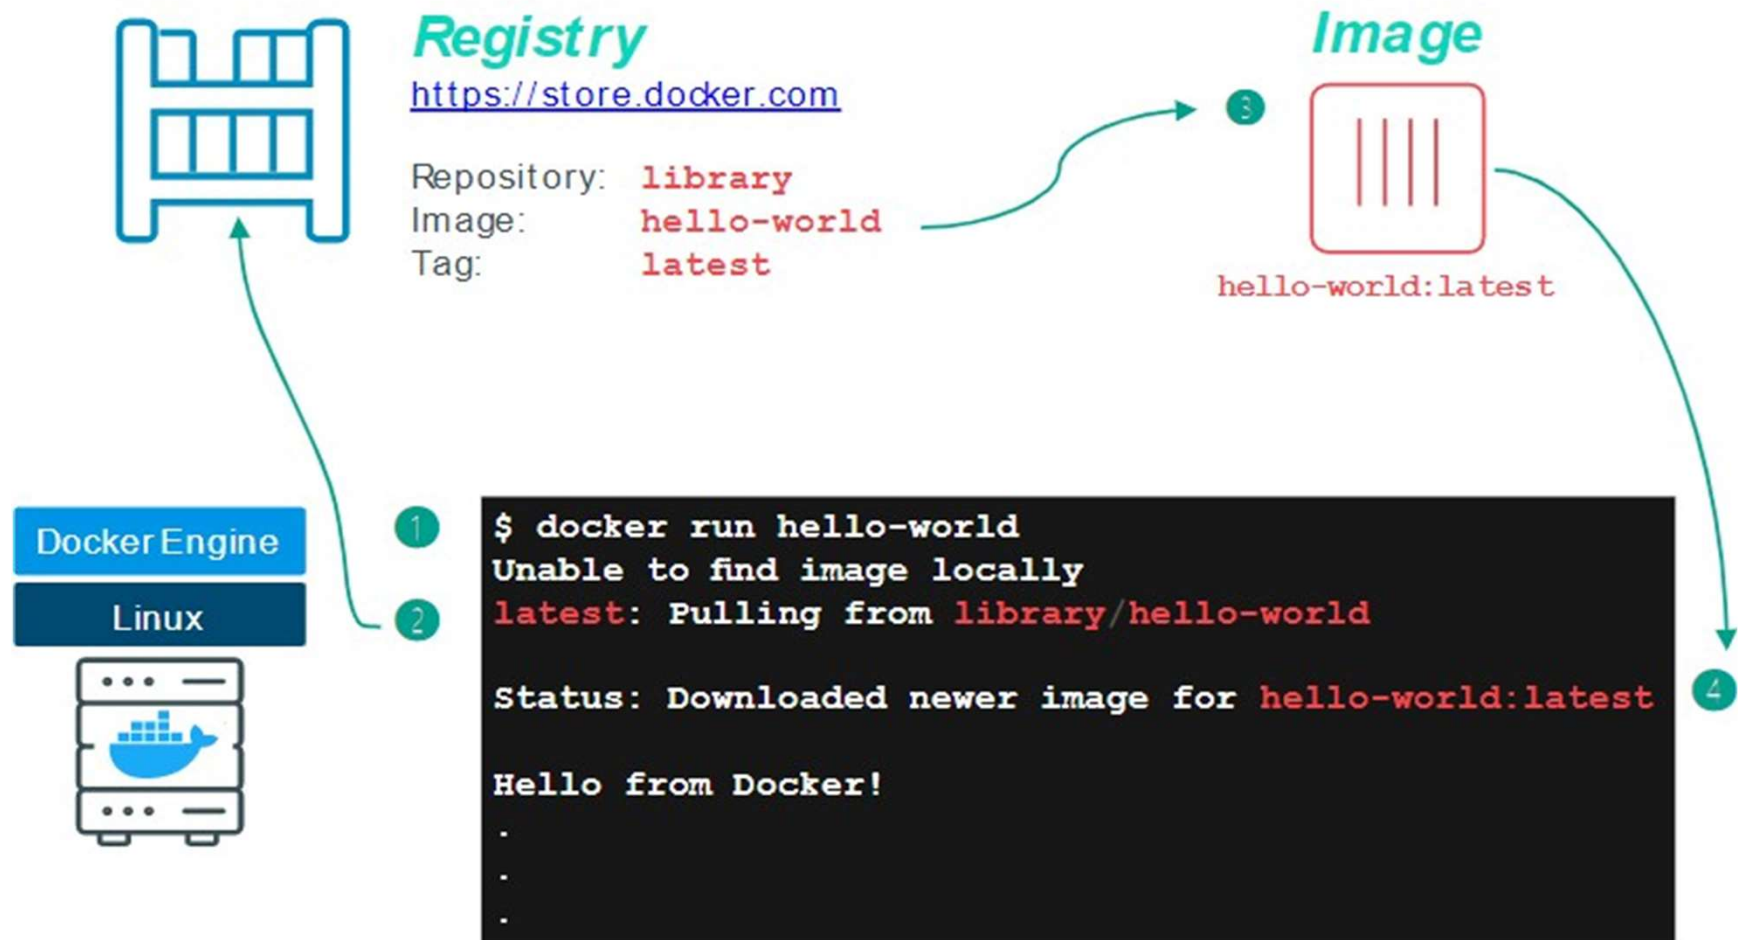 Registry
https://store.docker.com
Repository: library
Image: hello-world
Tag: latest
Image
3
hello-world:latest
Docker Engine
Linux
1
2
$ docker run hello-world
Unable to find image locally
latest: Pulling from library/hello-world
Status: Downloaded newer image for hello-world:latest
4
Hello from Docker!
.
.
.